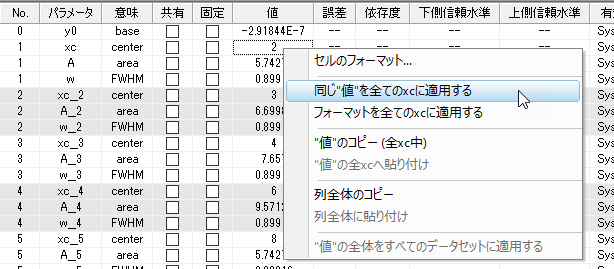 No. パラメータ 意味 共有 固定 値 誤差 依存度 下側信頼水準 上側信頼水準
0 y0 base -2.91844E-7 -- -- -- -- Sys
1 xc center 2 Sys
1 A area 5.7427 Sys
1 w FWHM 0.899 Sys
2 xc_2 center 3 Sys
2 A_2 area 6.6998 Sys
2 w_2 FWHM 0.899 Sys
3 xc_3 center 4 Sys
3 A_3 area 7.657 Sys
3 w_3 FWHM 0.899 Sys
4 xc_4 center 6 Sys
4 A_4 area 9.5712 Sys
4 w_4 FWHM 0.899 Sys
5 xc_5 center 8 Sys
5 A_5 area 5.7427 Sys
セルのフォーマット...
同じ"値"を全てのxcに適用する
フォーマットを全てのxcに適用する
"値"のコピー (全xc中)
"値"の全xcへ貼り付け
列全体のコピー
列全体に貼り付け
"値"の全体をすべてのデータセットに適用する